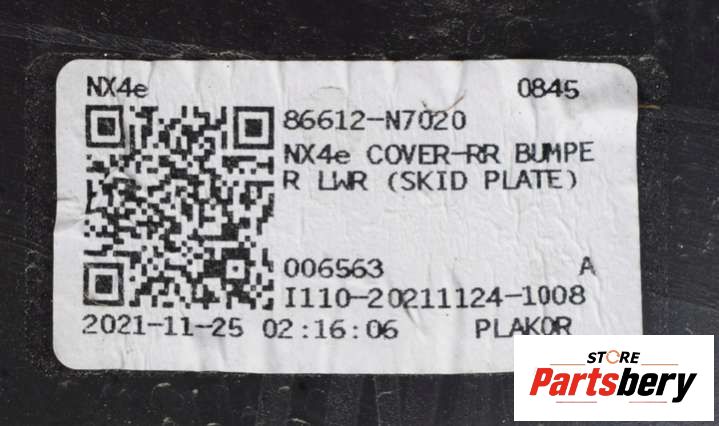 NX4e 0845
86612-N7020
NX4e COVER-RR BUMPE
R LWR (SKID PLATE)
006563 A
I110-20211124-1008
2021-11-25 02:16:06 PLAKOR
STORE
Partsbery